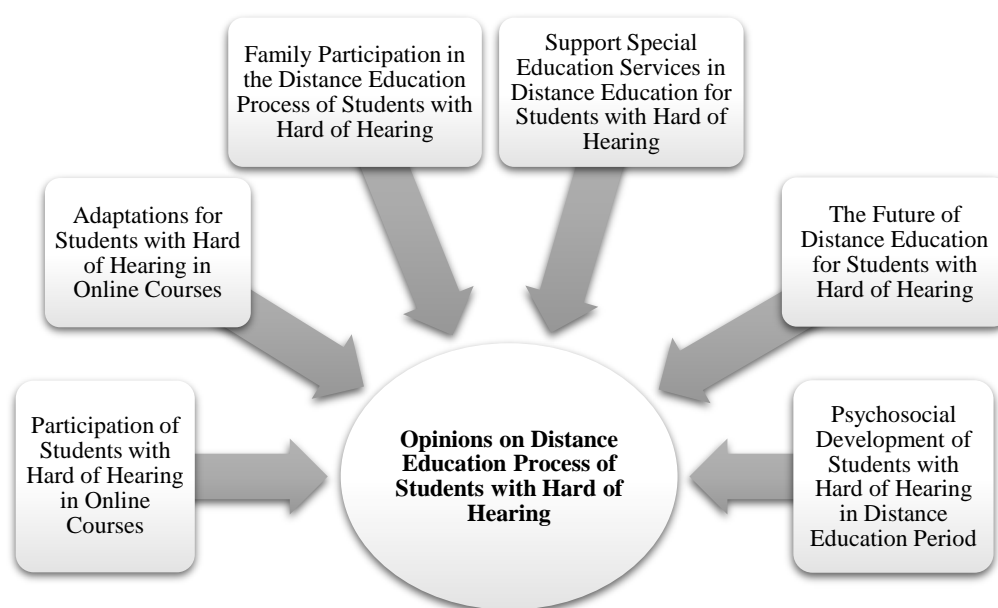 Family Participation in
the Distance Education
Process of Students with
Hard of Hearing
Support Special
Education Services in
Distance Education for
Students with Hard of
Hearing
Adaptations for
Students with Hard
of Hearing in
Online Courses
The Future of
Distance Education
for Students with
Hard of Hearing
Participation of
Students with
Hard of Hearing
in Online
Courses
Opinions on Distance
Education Process of
Students with Hard of
Hearing
Psychosocial
Development of
Students with
Hard of Hearing
in Distance
Education Period